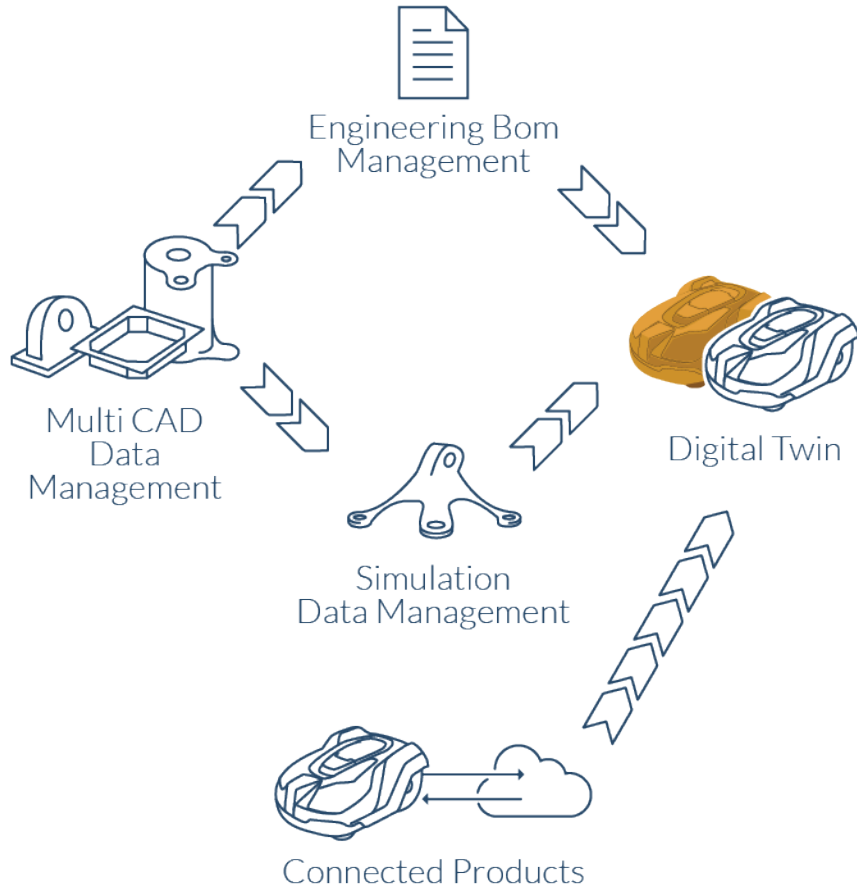 Engineering Bom
Management
Multi CAD
Data
Management
Digital Twin
Simulation
Data Management
Connected Products